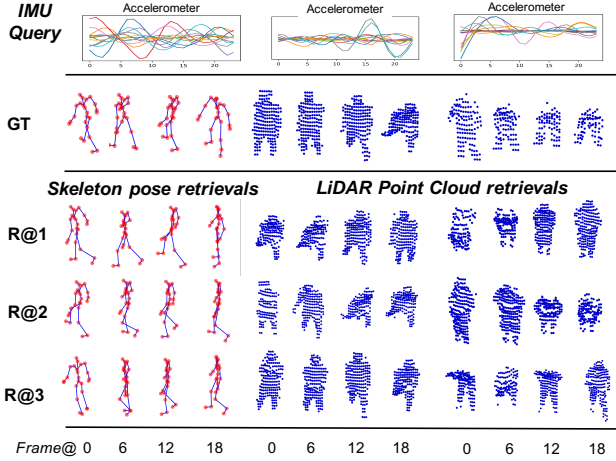 IMU Query
Accelerometer
Accelerometer
Accelerometer
0 5 10 15 20
0 5 10 15 20
0 5 10 15 20
GT
Skeleton pose retrievals
LiDAR Point Cloud retrievals
R@1
R@2
R@3
Frame@ 0 6 12 18 0 6 12 18 0 6 12 18